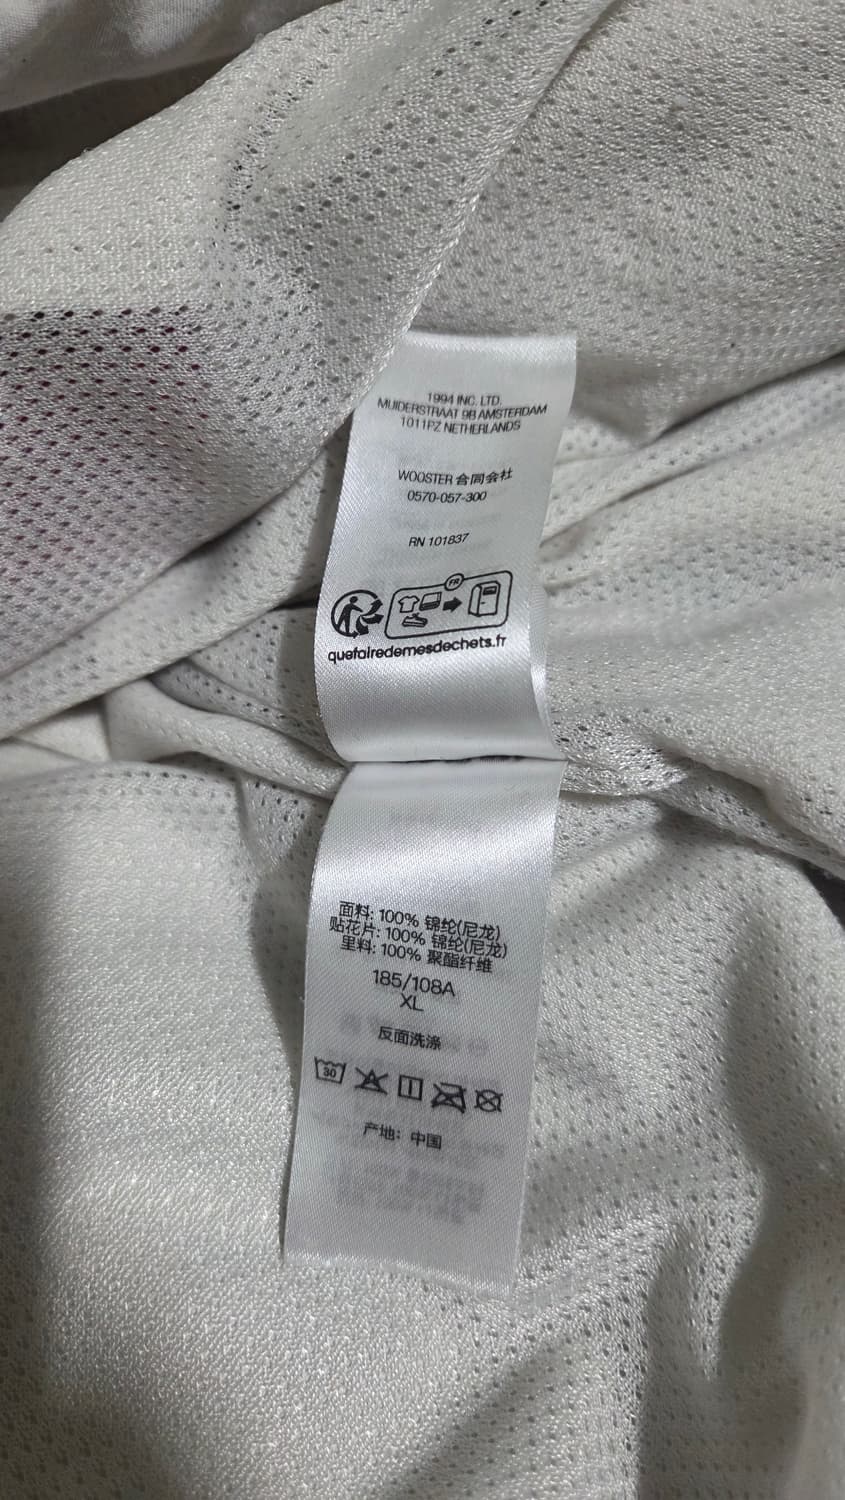 1994 INC. LTD.
MUIDERSTRAAT 9B AMSTERDAM
1011PZ NETHERLANDS
WOOSTER 合同会社
0570-057-300
RN 101837
FR
quefairedemesdechets.fr
面料: 100% 锦纶(尼龙)
贴花片: 100% 锦纶(尼龙)
里料: 100% 聚酯纤维
185/108A
XL
反面洗涤
30
产地: 中国